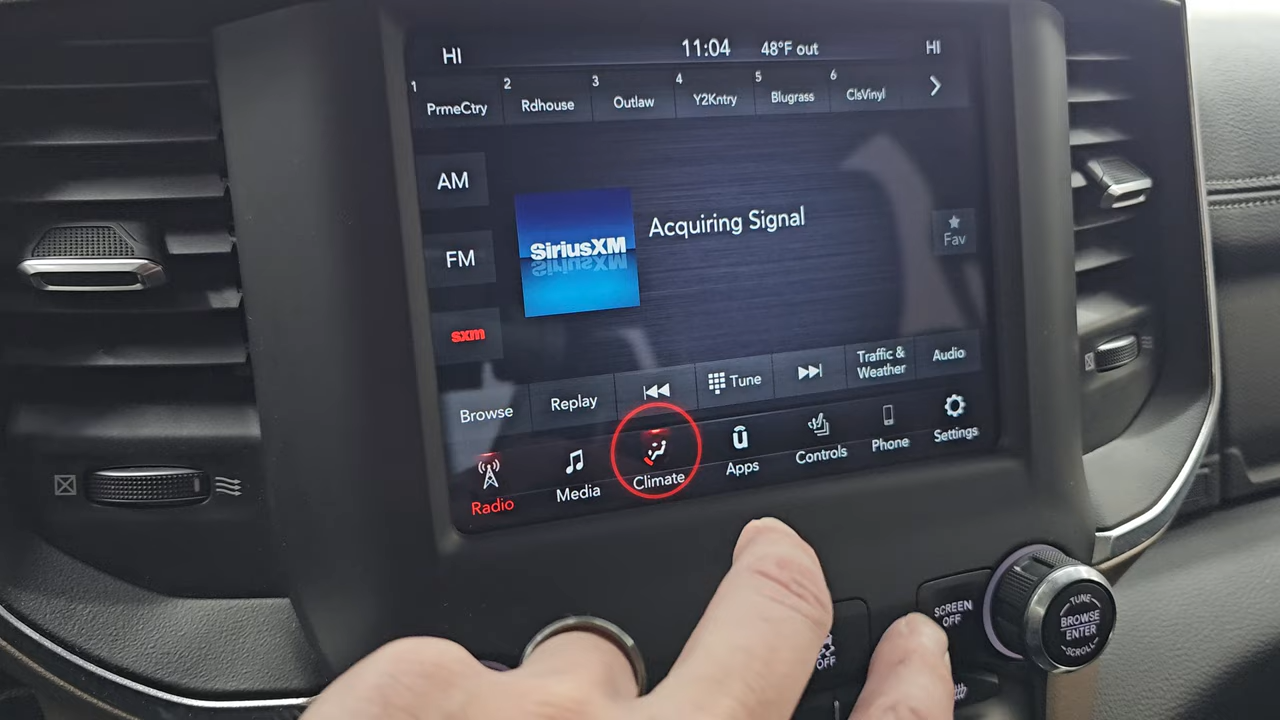 HI 11:04 48°F out HI
1 PrmeCtry 2 Rdhouse 3 Outlaw 4 Y2Kntry 5 Blugrass 6 ClsVinyl
AM
FM
sxm
SiriusXM
Acquiring Signal
Fav
Browse Replay Tune Traffic & Weather Audio
Radio Media Climate Apps Controls Phone Settings
SCREEN
OFF
TUNE
BROWSE
ENTER
SCROLL
OFF